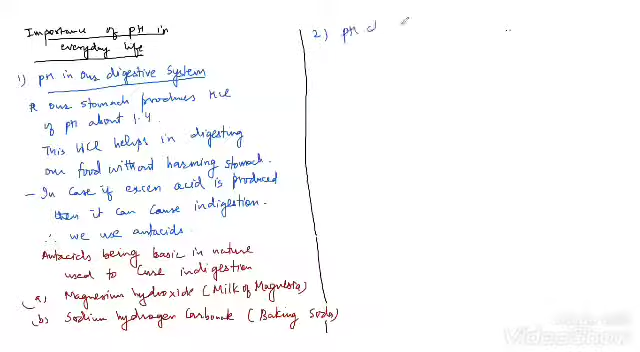 Importance of pH in
everyday life
1) pH in Our digestive System
* Our stomach produces HCl
of pH about 1.4.
This HCl helps in digesting
our food without harming stomach.
- In case if excess acid is produced
then it can cause indigestion.
∴ we use antacids.
Antacids being basic in nature
used to Cure indigestion
(a) Magnesium hydroxide (Milk of Magnesia)
(b) Sodium hydrogen Carbonate (Baking Soda)
2) pH d
Recorded with
VivaVideo